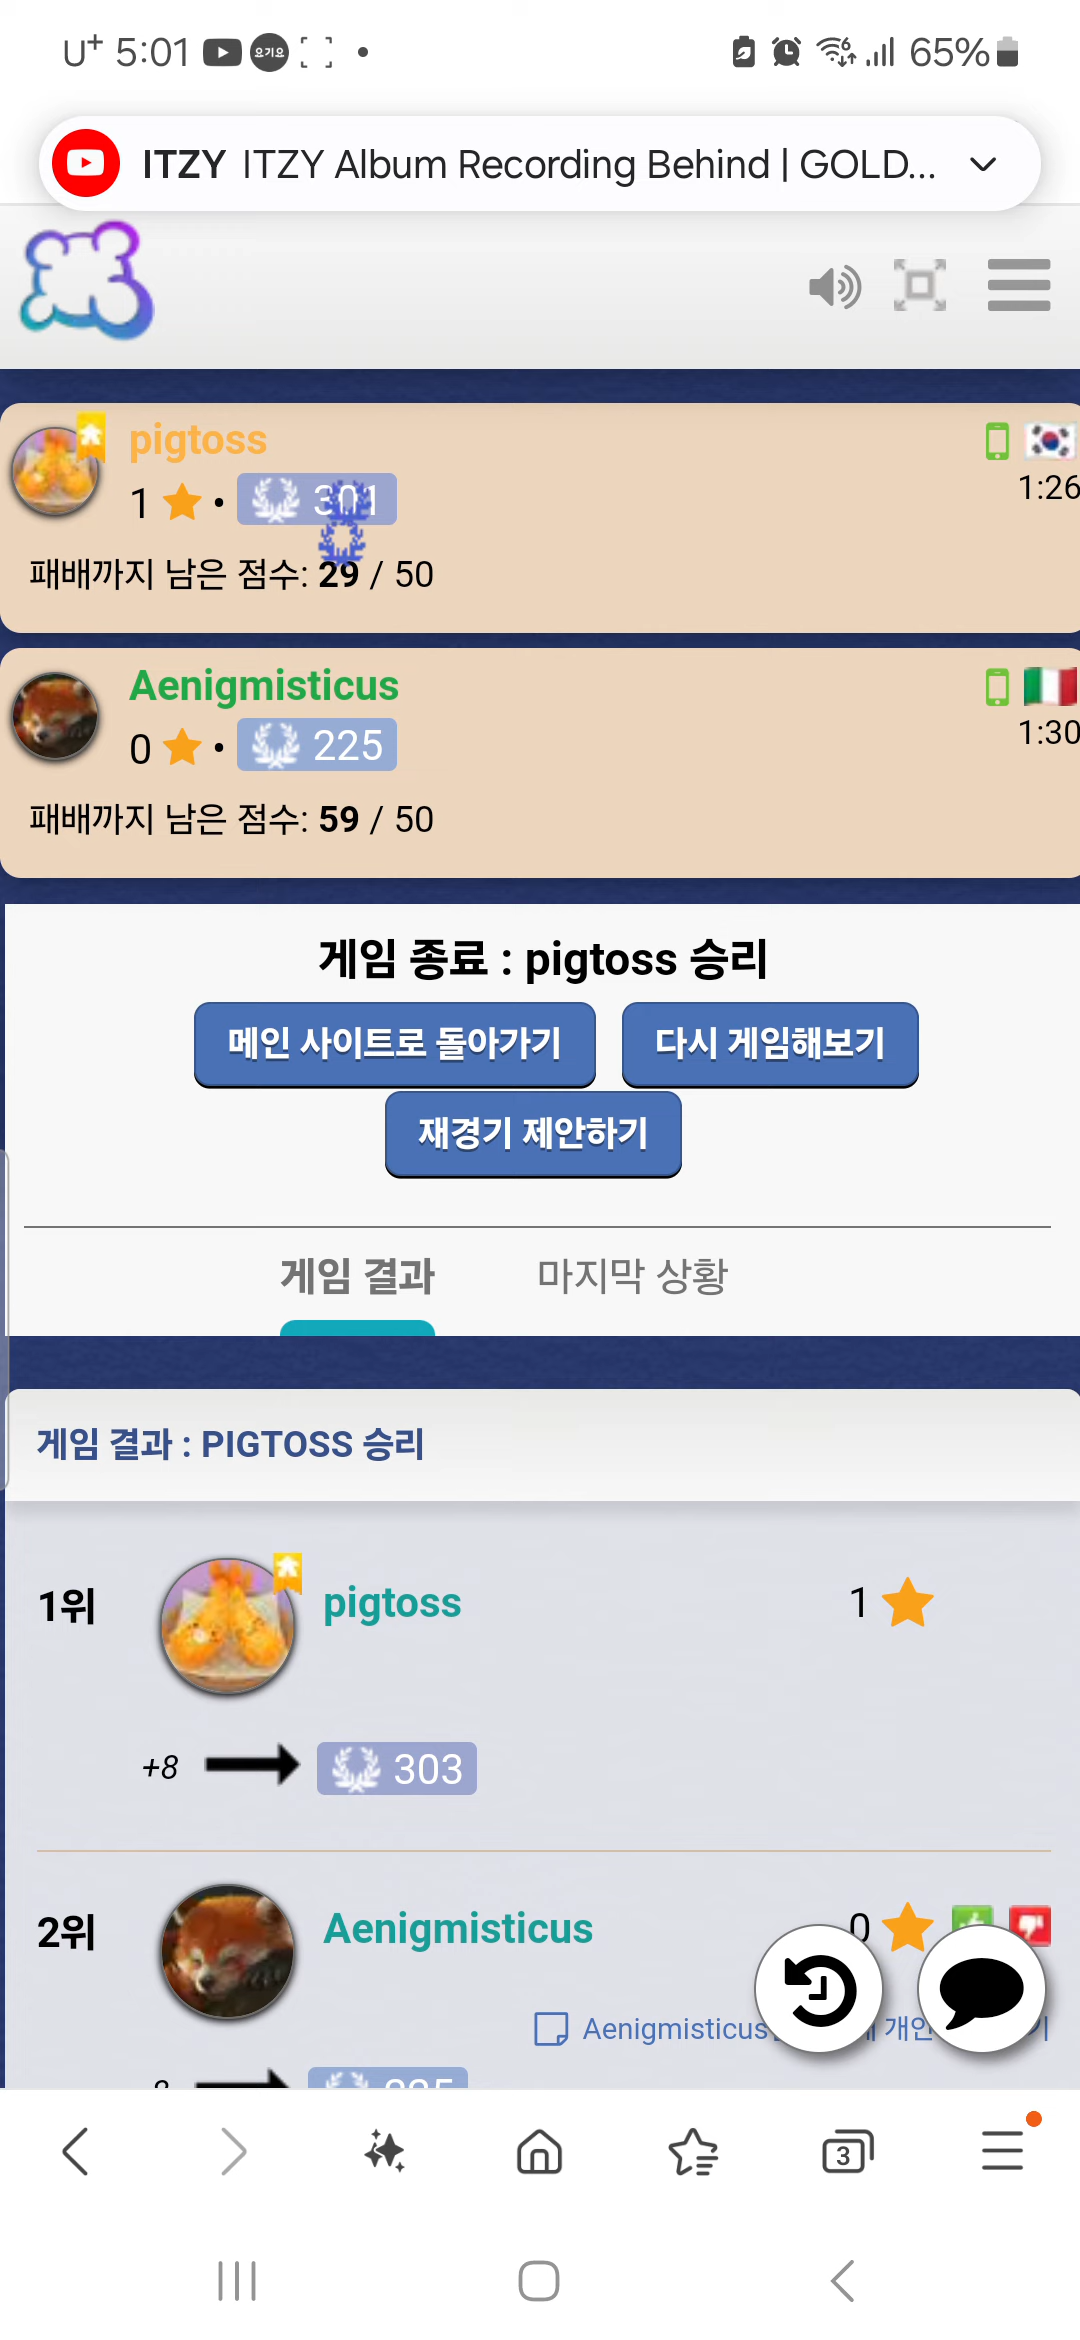 U+ 5:01 요기요 6 65%
ITZY ITZY Album Recording Behind | GOLD...
pigtoss
1 • 301
1:26
패배까지 남은 점수: 29 / 50
Aenigmisticus
0 • 225
1:30
패배까지 남은 점수: 59 / 50
게임 종료 : pigtoss 승리
메인 사이트로 돌아가기 다시 게임해보기
재경기 제안하기
게임 결과 마지막 상황
게임 결과 : PIGTOSS 승리
1위 pigtoss 1
+8 303
2위 Aenigmisticus 0
Aenigmisticus
3